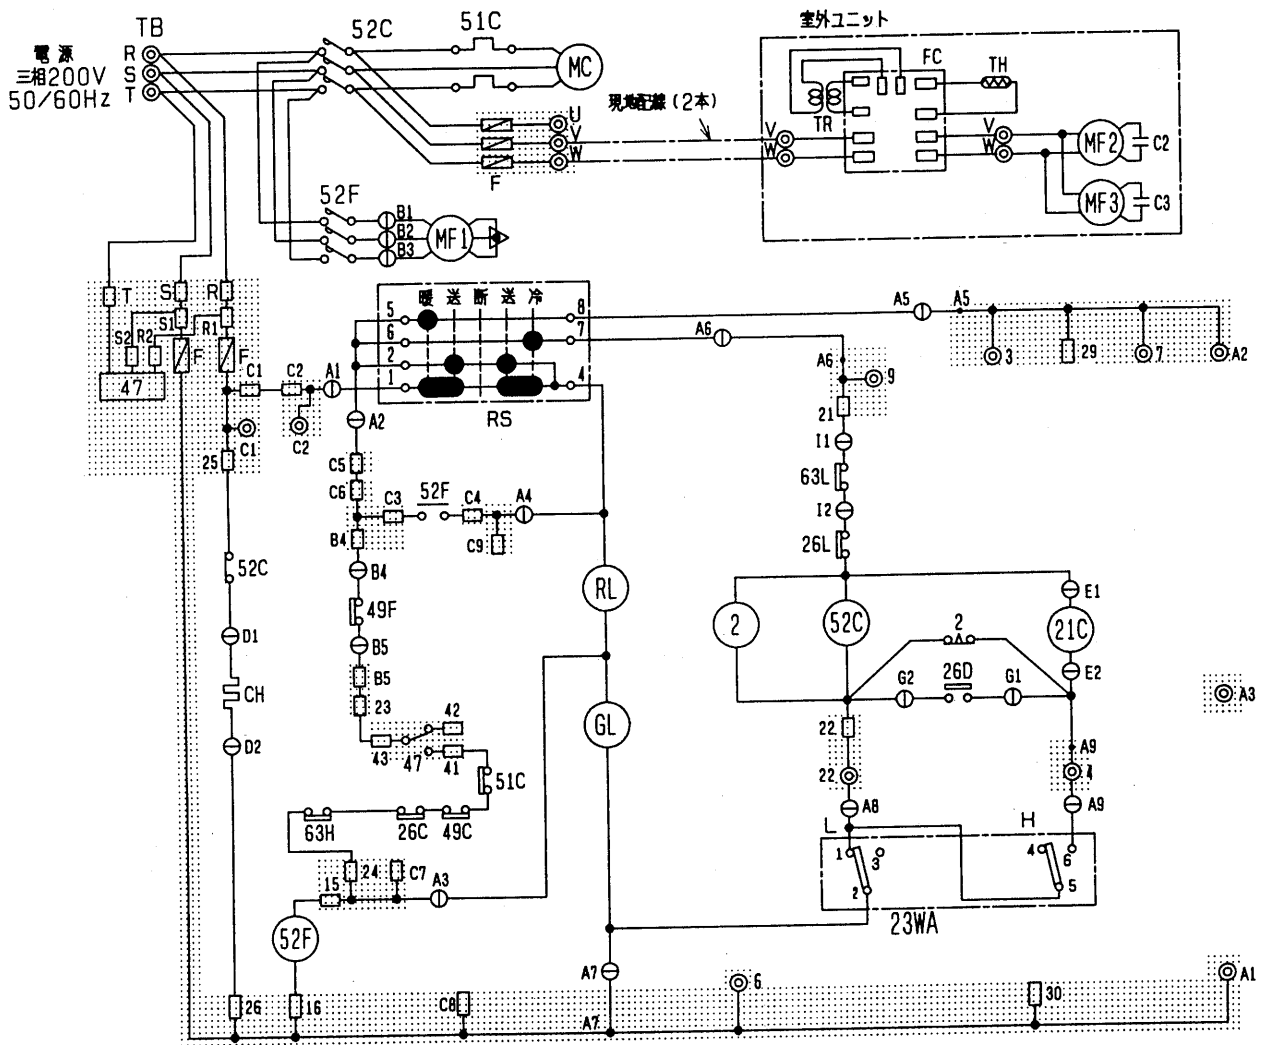 TB
電源
三相200V
50/60Hz
R
S
T
52C
51C
MC
U
V
W
F
現地配線(2本)
室外ユニット
FC
TH
TR
V
W
V
W
MF2
C2
MF3
C3
52F
B1
B2
B3
MF1
T
S
R
S1
R1
S2
R2
F
F
47
C1
C2
A1
C1
C2
25
暖 送 断 送 冷
5
6
2
1
8
7
4
RS
A2
A5
A5
3
29
7
A2
A6
A6
9
21
I1
63L
I2
26L
C5
C6
C3
52F
C4
A4
B4
C9
B4
49F
B5
B5
23
43
47
42
41
51C
63H
26C
49C
24
C7
15
A3
52F
16
52C
D1
CH
D2
26
RL
GL
2
52C
2
21C
E1
E2
G2
26D
G1
22
22
A8
A9
4
A9
A3
L
H
1
3
2
4
6
5
23WA
A7
A7
C8
6
30
A1